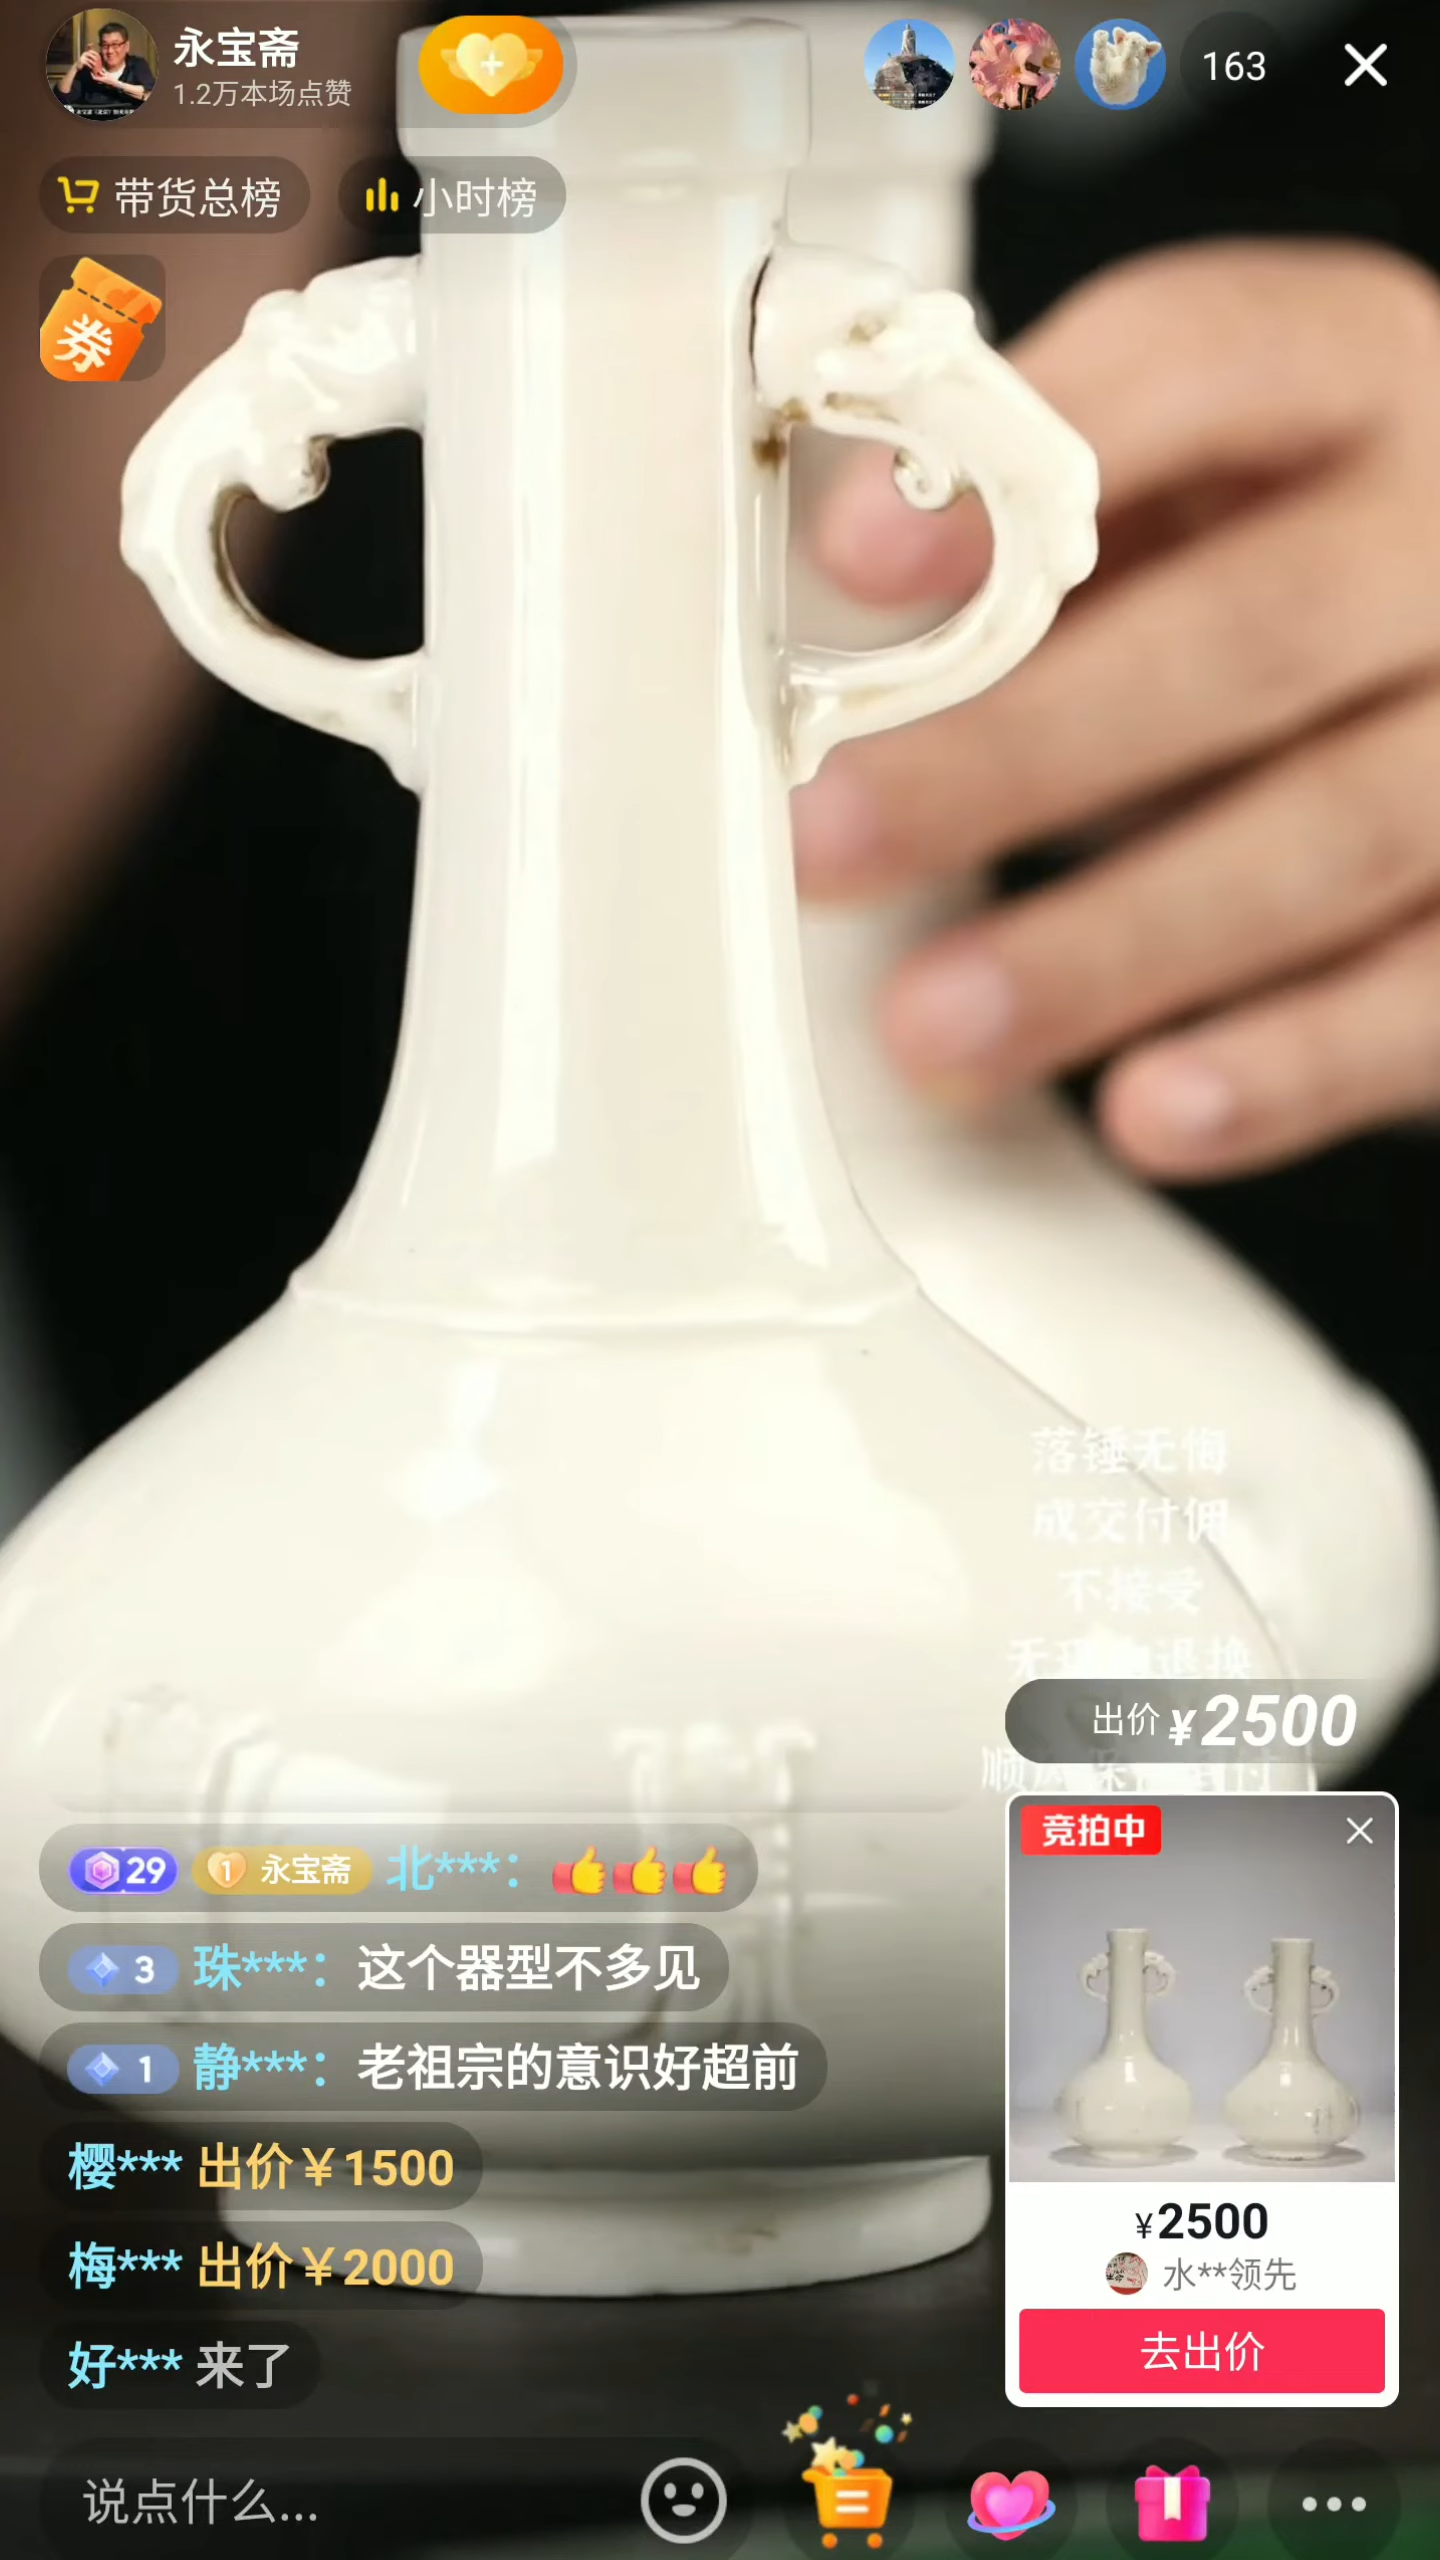 永宝斋
1.2万本场点赞
163
带货总榜
小时榜
券
落锤无悔
成交付佣
不接受
出价 ¥2500
29 1 永宝斋 北***：👍👍👍
3 珠***：这个器型不多见
1 静***：老祖宗的意识好超前
樱*** 出价￥1500
梅*** 出价￥2000
好*** 来了
竞拍中
¥2500
水**领先
去出价
说点什么...